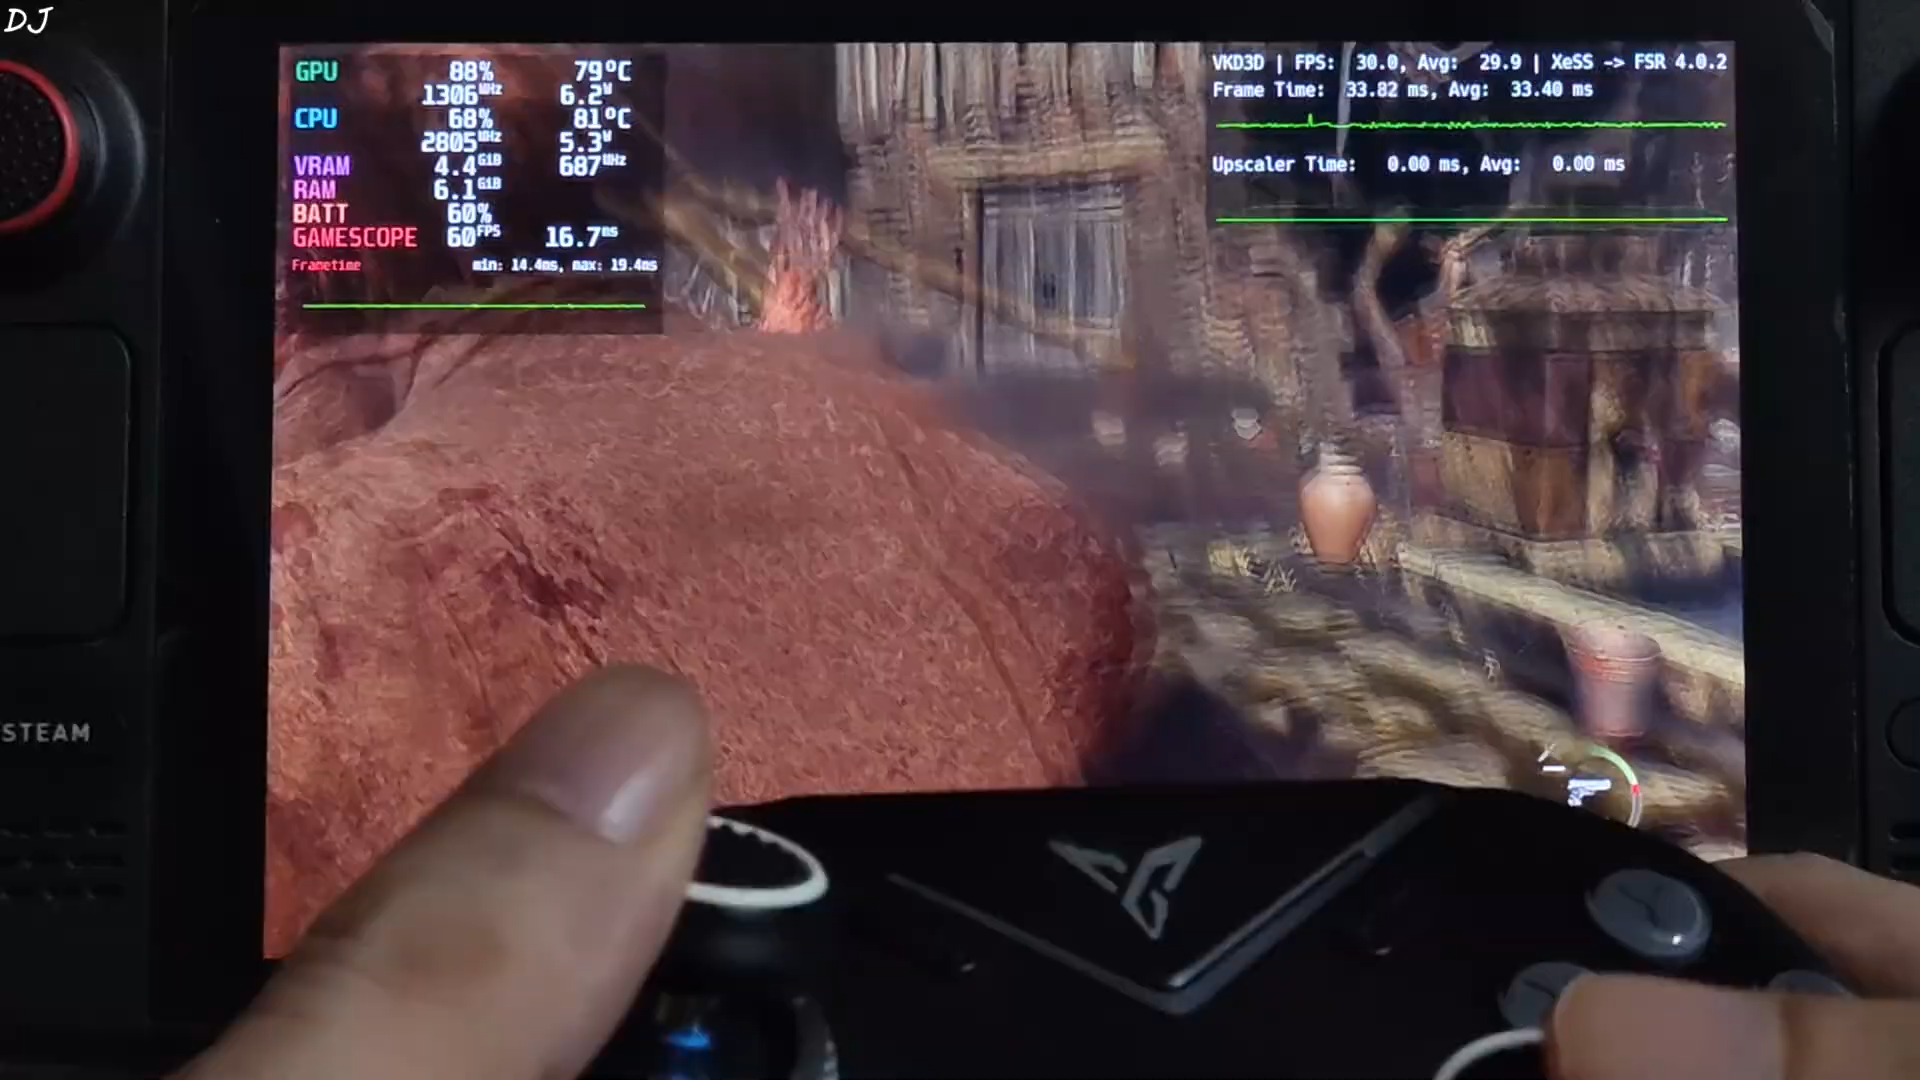 DJ
GPU 88% 79°C
1306MHz 6.2W
CPU 68% 81°C
2805MHz 5.3W
VRAM 4.4GiB 687MHz
RAM 6.1GiB
BATT 60%
GAMESCOPE 60FPS 16.7ms
Frametime min: 14.4ms, max: 19.4ms
VKD3D | FPS: 30.0, Avg: 29.9 | XeSS -> FSR 4.0.2
Frame Time: 33.82 ms, Avg: 33.40 ms
Upscaler Time: 0.00 ms, Avg: 0.00 ms
STEAM